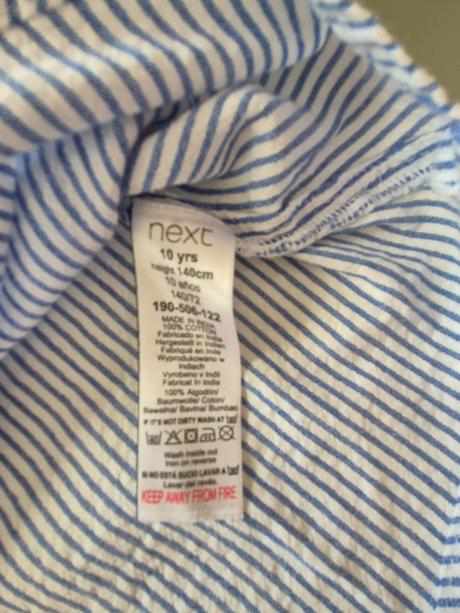 next
10 yrs
height 140cm
10 años
140/72
190-506-122
MADE IN INDIA
100% COTTON
Fabricado en India
Hergestellt in Indien
Fabriqué en Inde
Wyprodukowano w
Indiach
Vyrobeno v Indii
Fabricat în India
100% Algodón/
Baumwolle/ Coton/
Bawełna/ Bavlna/ Bumbac
IF IT'S NOT DIRTY WASH AT
Wash inside out
Iron on reverse
SI NO ESTÁ SUCIO LAVAR A
Lavar del revés.
KEEP AWAY FROM FIRE